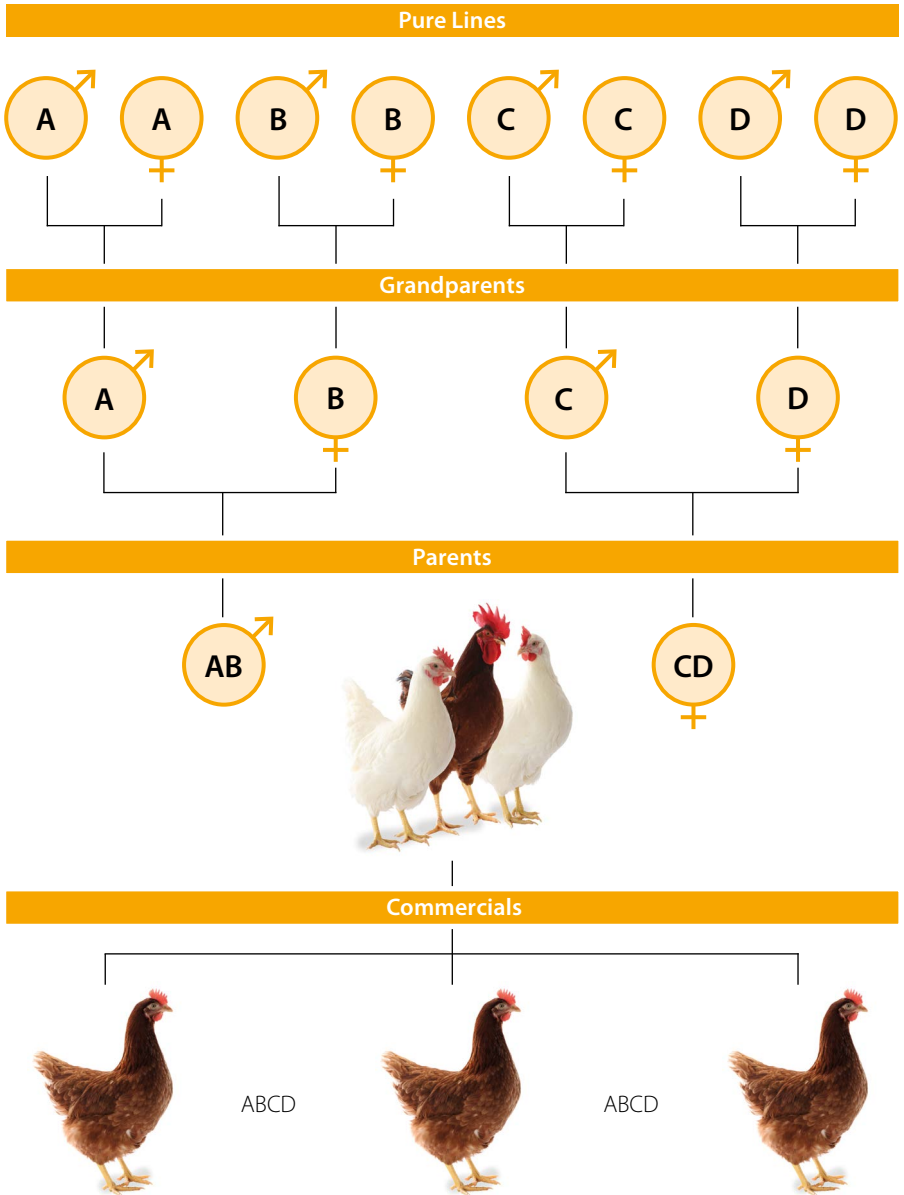 Pure Lines
A A B B C C D D
Grandparents
A B C D
Parents
AB CD
Commercials
ABCD ABCD